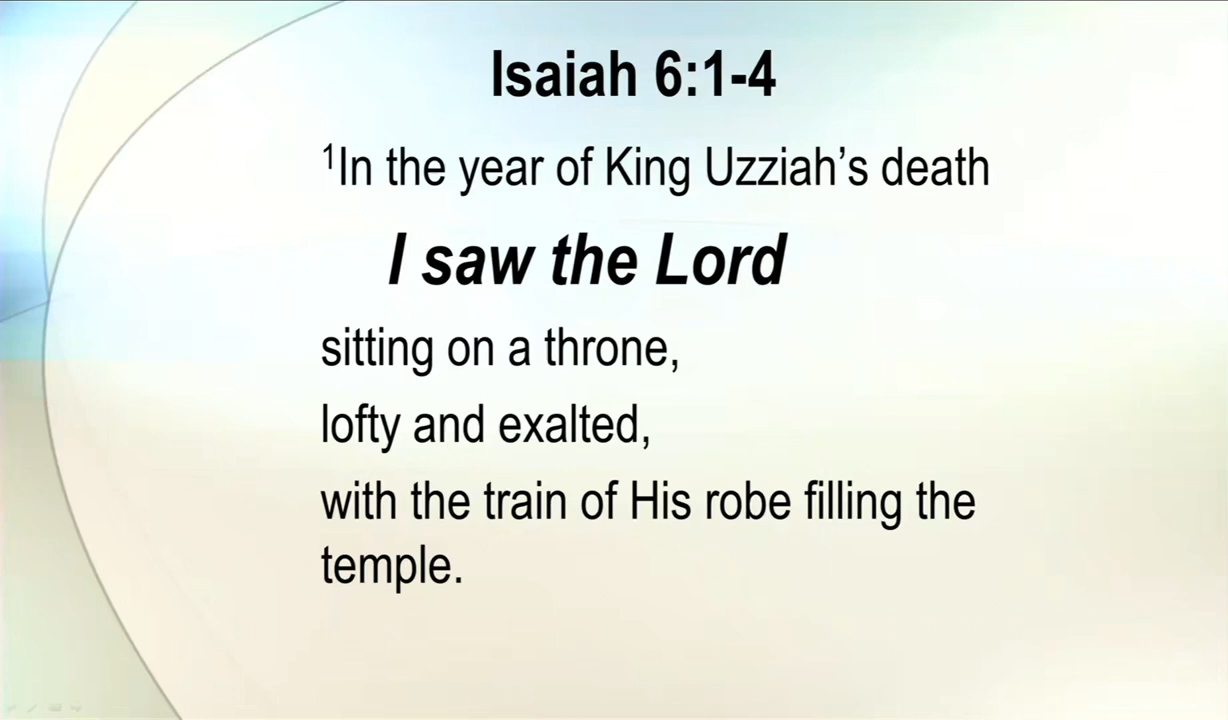 Isaiah 6:1-4
¹In the year of King Uzziah’s death
I saw the Lord
sitting on a throne,
lofty and exalted,
with the train of His robe filling the
temple.